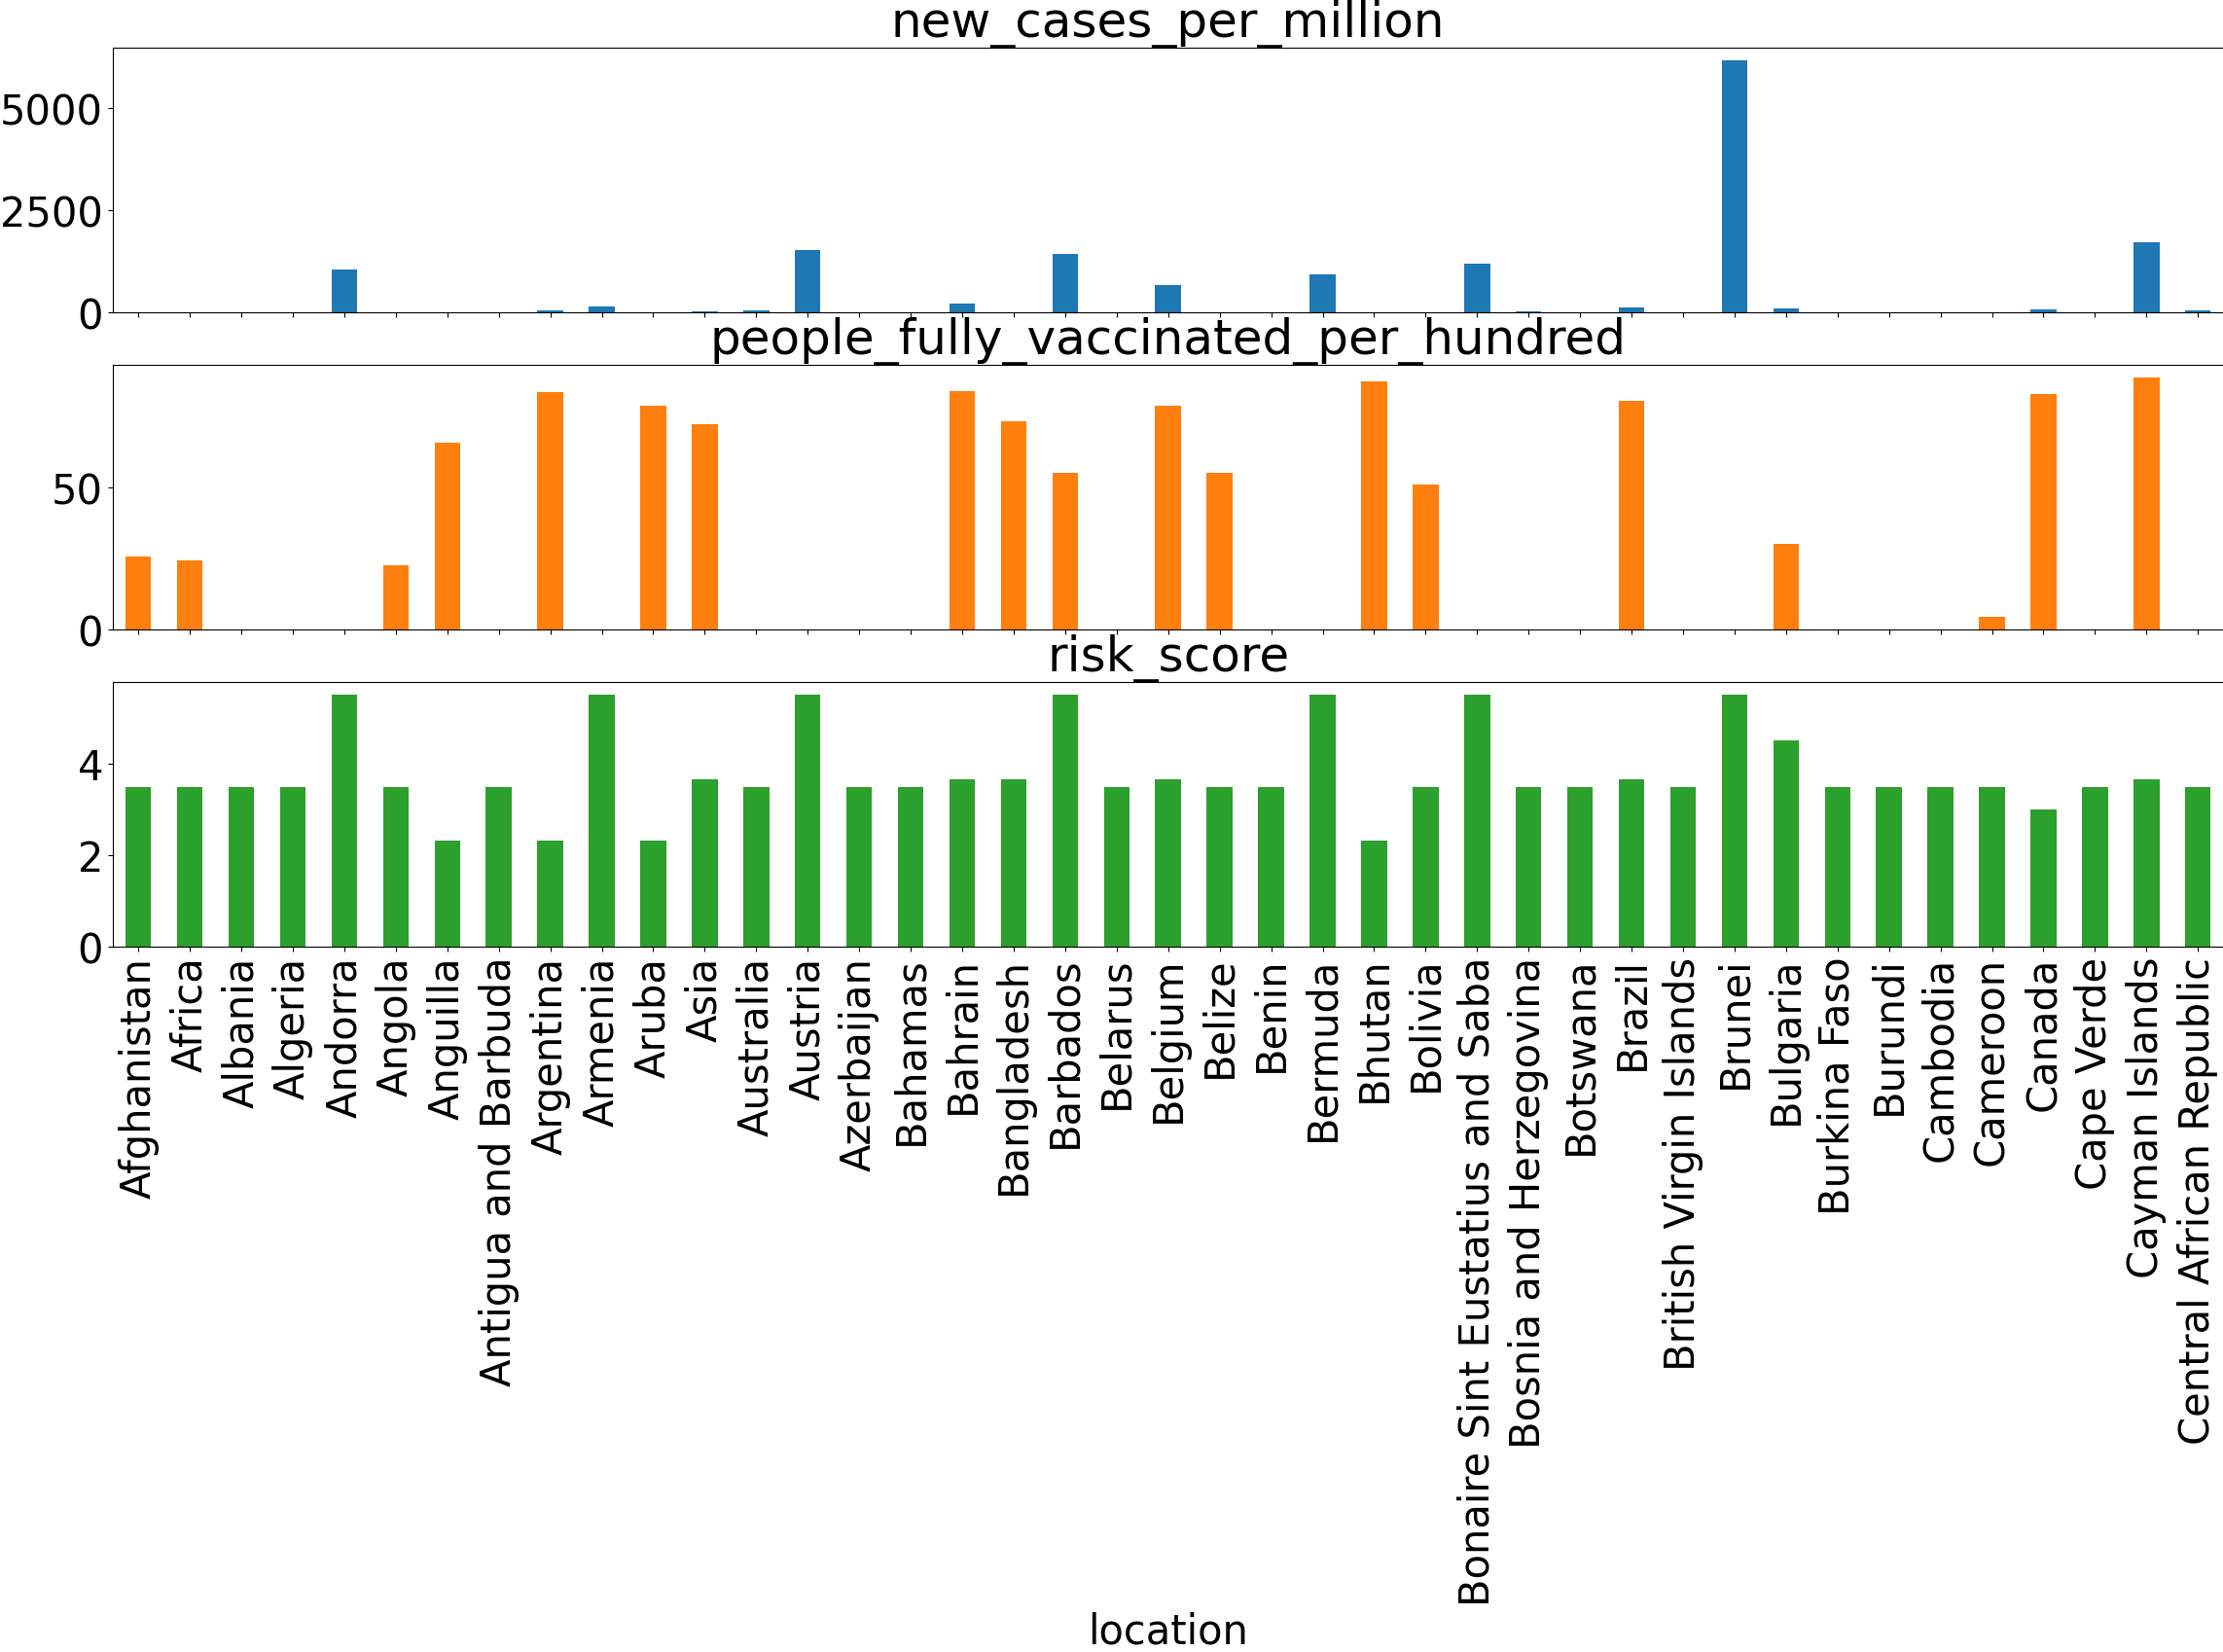 new_cases_per_million
5000
2500
0
people_fully_vaccinated_per_hundred
50
0
risk_score
4
2
0
Afghanistan
Africa
Albania
Algeria
Andorra
Angola
Anguilla
Antigua and Barbuda
Argentina
Armenia
Aruba
Asia
Australia
Austria
Azerbaijan
Bahamas
Bahrain
Bangladesh
Barbados
Belarus
Belgium
Belize
Benin
Bermuda
Bhutan
Bolivia
Bonaire Sint Eustatius and Saba
Bosnia and Herzegovina
Botswana
Brazil
British Virgin Islands
Brunei
Bulgaria
Burkina Faso
Burundi
Cambodia
Cameroon
Canada
Cape Verde
Cayman Islands
Central African Republic
location